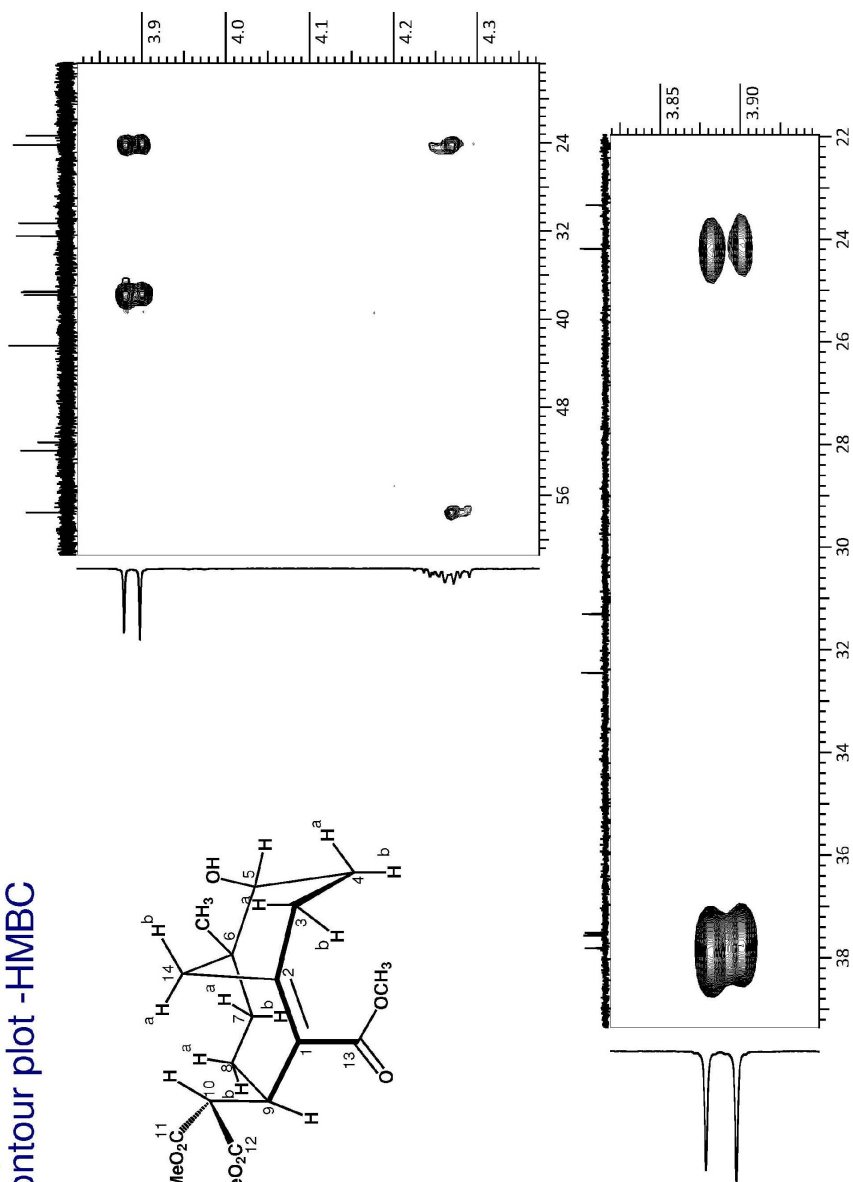 ontour plot -HMBC
3.9
4.0
4.1
4.2
4.3
24
32
40
48
56
3.85
3.90
22
24
26
28
30
32
34
36
38
MeO₂C
11
eO₂C
12
H
10
9
H
8
a
H
H
b
7
a
H
H
b
14
H
a
H
b
CH₃
6
OH
5
H
4
H
a
H
b
3
a
H
H
b
2
1
13
O
OCH₃